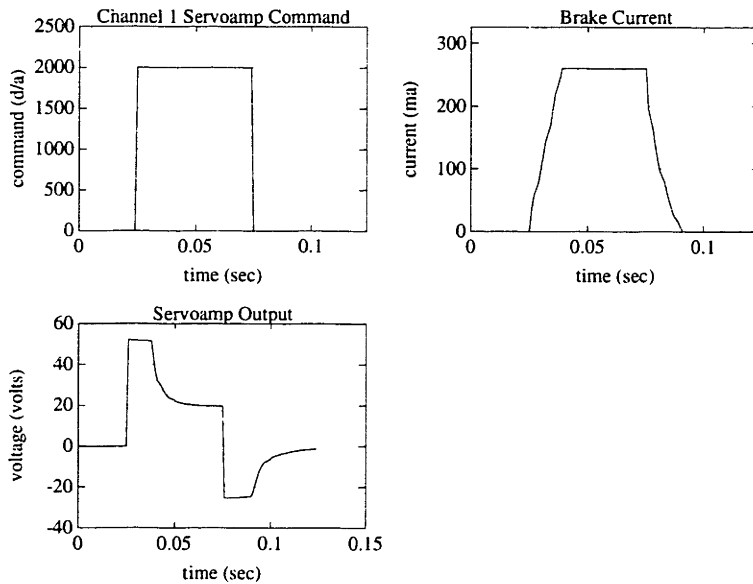 Channel 1 Servoamp Command
2000
1500
1000
500
0
command (d/a)
0
0.05
0.1
time (sec)
Brake Current
300
200
100
0
current (ma)
0
0.05
0.1
time (sec)
Servoamp Output
60
40
20
0
-20
-40
voltage (volts)
0
0.05
0.1
0.15
time (sec)